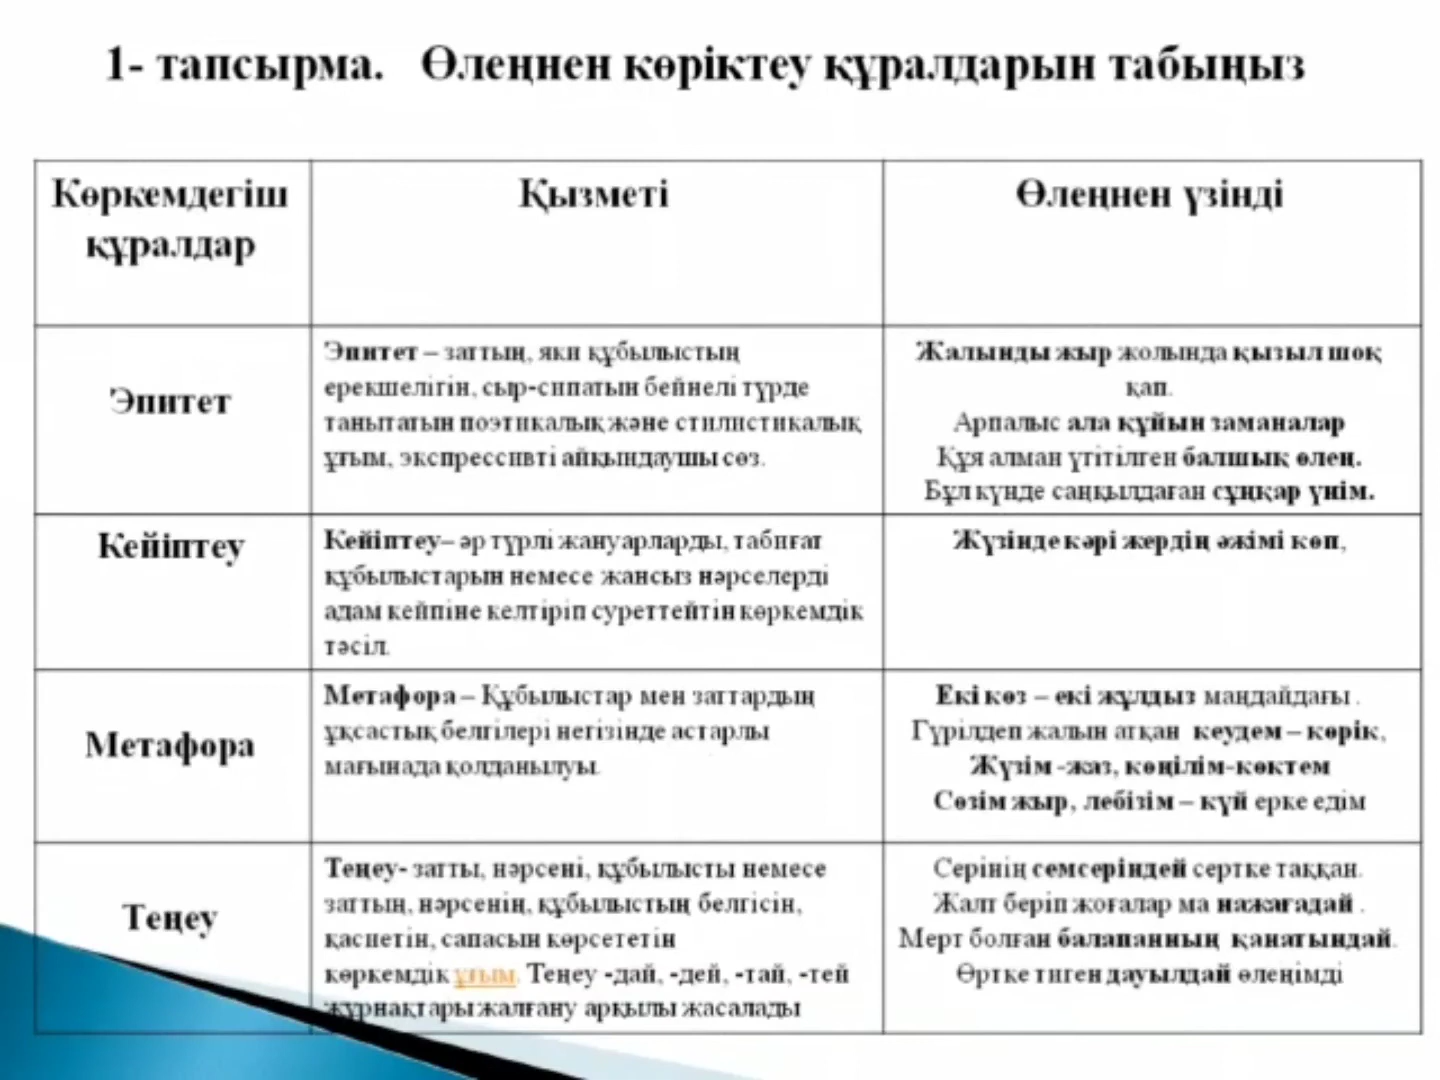 1- тапсырма. Өлеңнен көріктеу құралдарын табыңыз
Көркемдегіш
құралдар
Қызметі
Өлеңнен үзінді
Эпитет
Эпитет – заттың, яки құбылыстың
ерекшелігін, сыр-сипатын бейнелі түрде
танытатын поэтикалық және стилистикалық
ұғым, экспрессивті айқындаушы сөз.
Жалынды жыр жолында қызыл шоқ
қап.
Арпалыс ала құйын заманалар
Құя алман үтітілген балшық өлең.
Бұл күнде саңқылдаған сұңқар үнім.
Кейіптеу
Кейіптеу– әр түрлі жануарларды, табиғат
құбылыстарын немесе жансыз нәрселерді
адам кейпіне келтіріп суреттейтін көркемдік
тәсіл.
Жүзінде кәрі жердің әжімі көп,
Метафора
Метафора – Құбылыстар мен заттардың
ұқсастық белгілері негізінде астарлы
мағынада қолданылуы.
Екі көз – екі жұлдыз маңдайдағы .
Гүрілдеп жалын атқан кеудем – көрік,
Жүзім -жаз, көңілім-көктем
Сөзім жыр, лебізім – күй ерке едім
Теңеу
Теңеу- затты, нәрсені, құбылысты немесе
заттың, нәрсенің, құбылыстың белгісін,
қасиетін, сапасын көрсететін
көркемдік ұғым. Теңеу -дай, -дей, -тай, -тей
жұрнақтары жалғану арқылы жасалады
Серінің семсеріндей сертке таққан.
Жалт беріп жоғалар ма нажағадай .
Мерт болған балапанның қанатындай.
Өртке тиген дауылдай өлеңімді